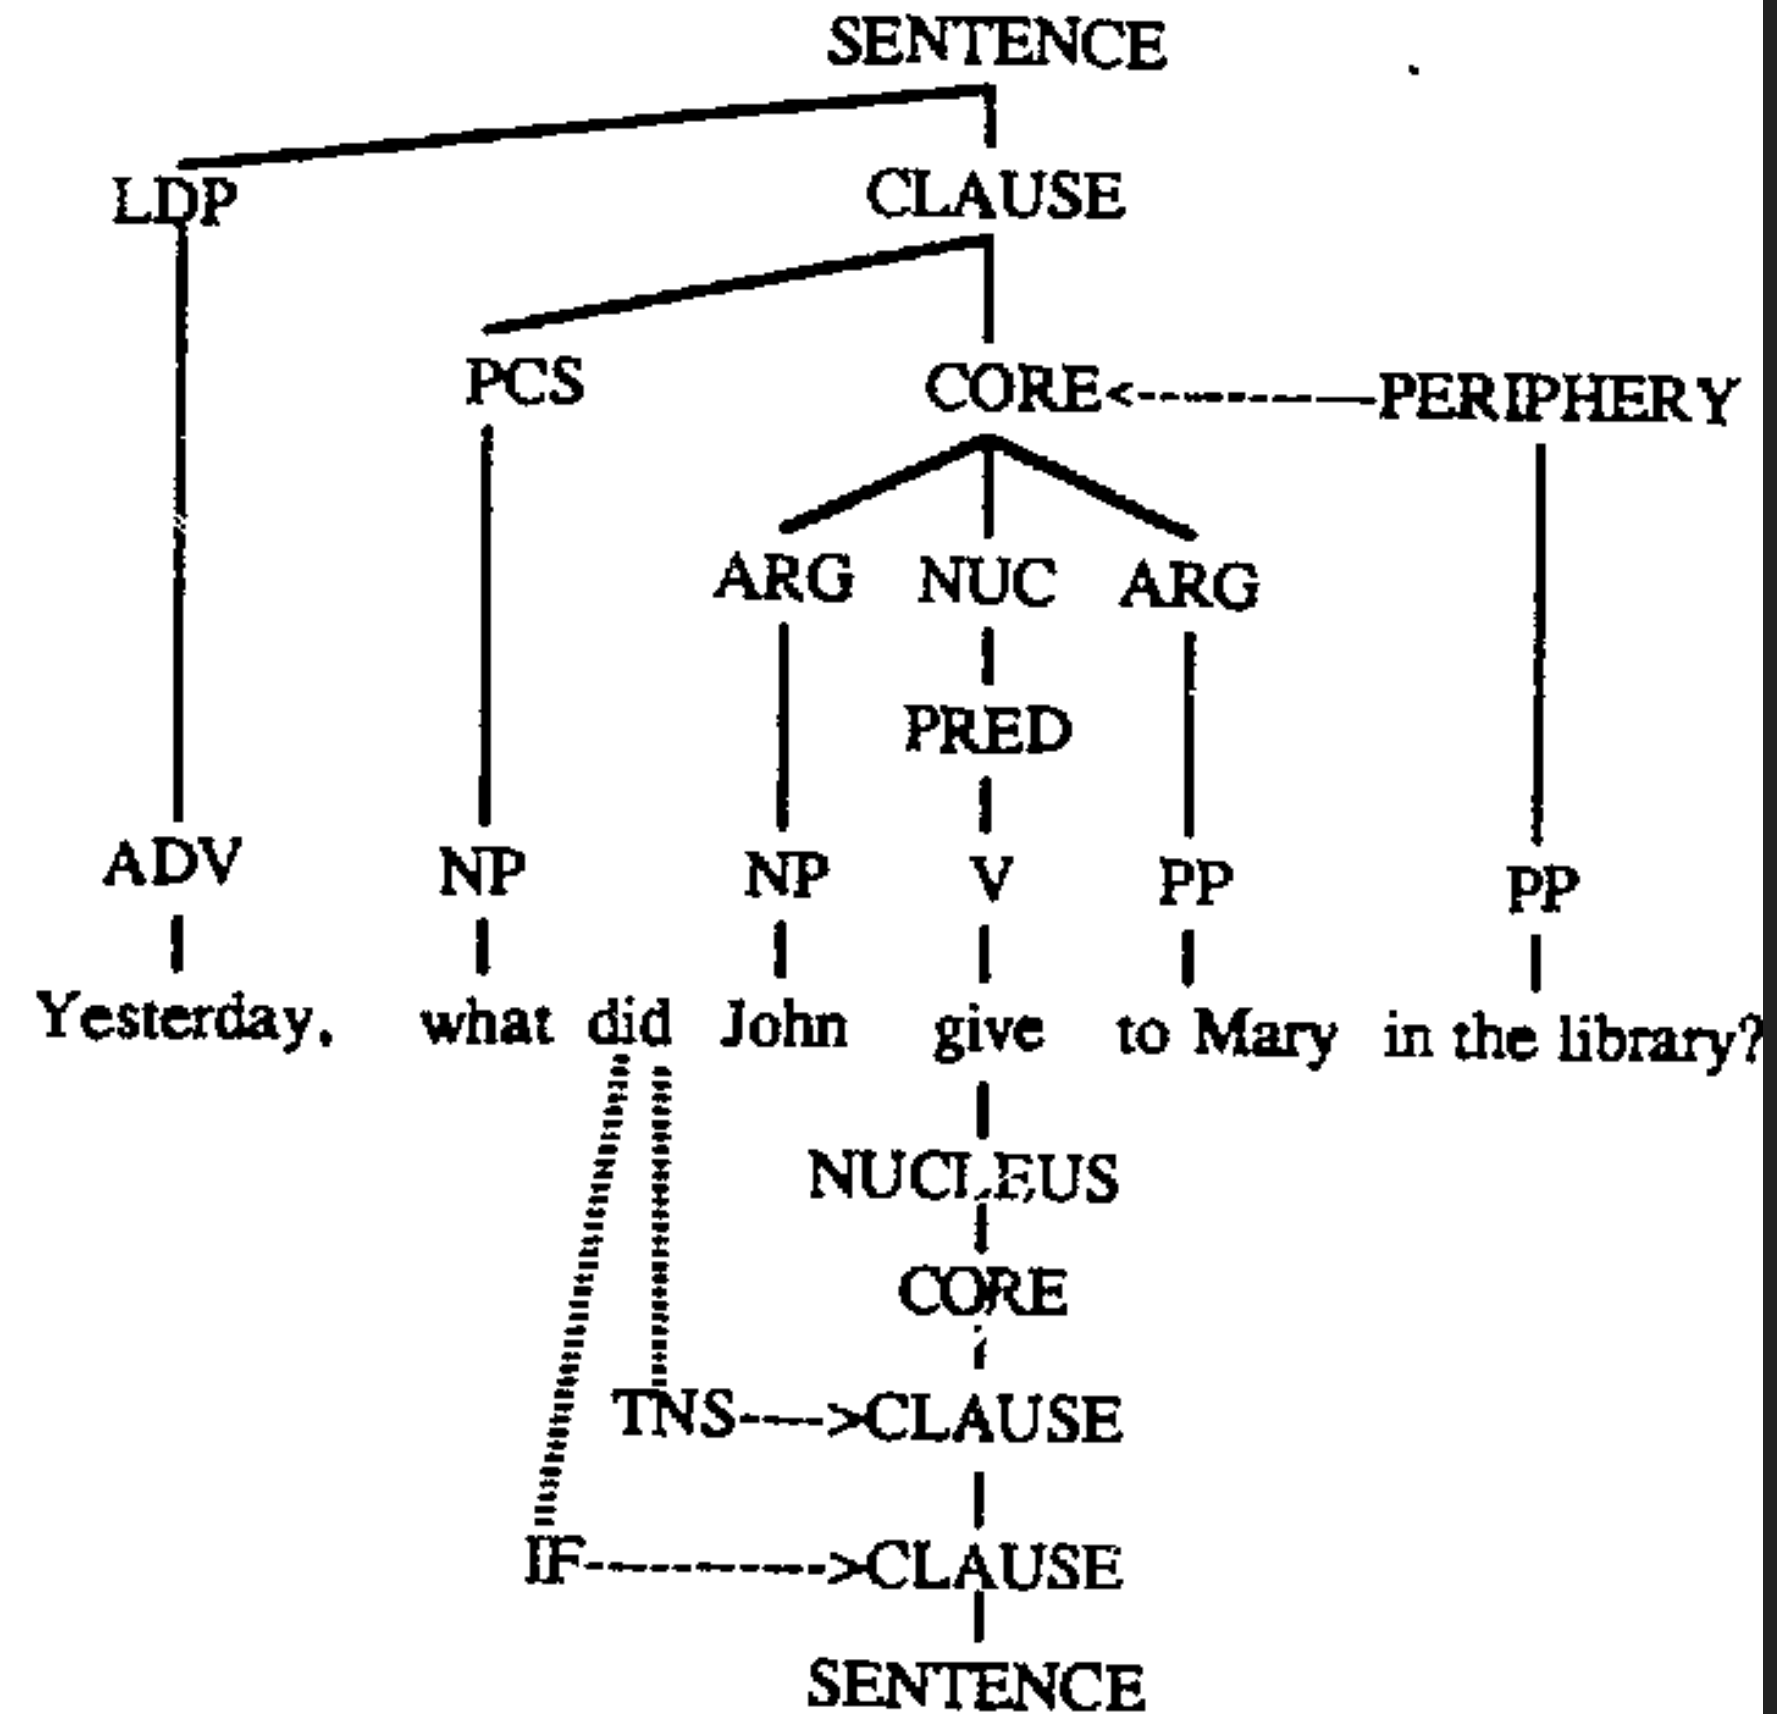 SENTENCE
LDP CLAUSE
PCS CORE<--------PERIPHERY
ARG NUC ARG
PRED
ADV NP NP V PP PP
Yesterday, what did John give to Mary in the library?
NUCLEUS
CORE
TNS---->CLAUSE
IF---------->CLAUSE
SENTENCE